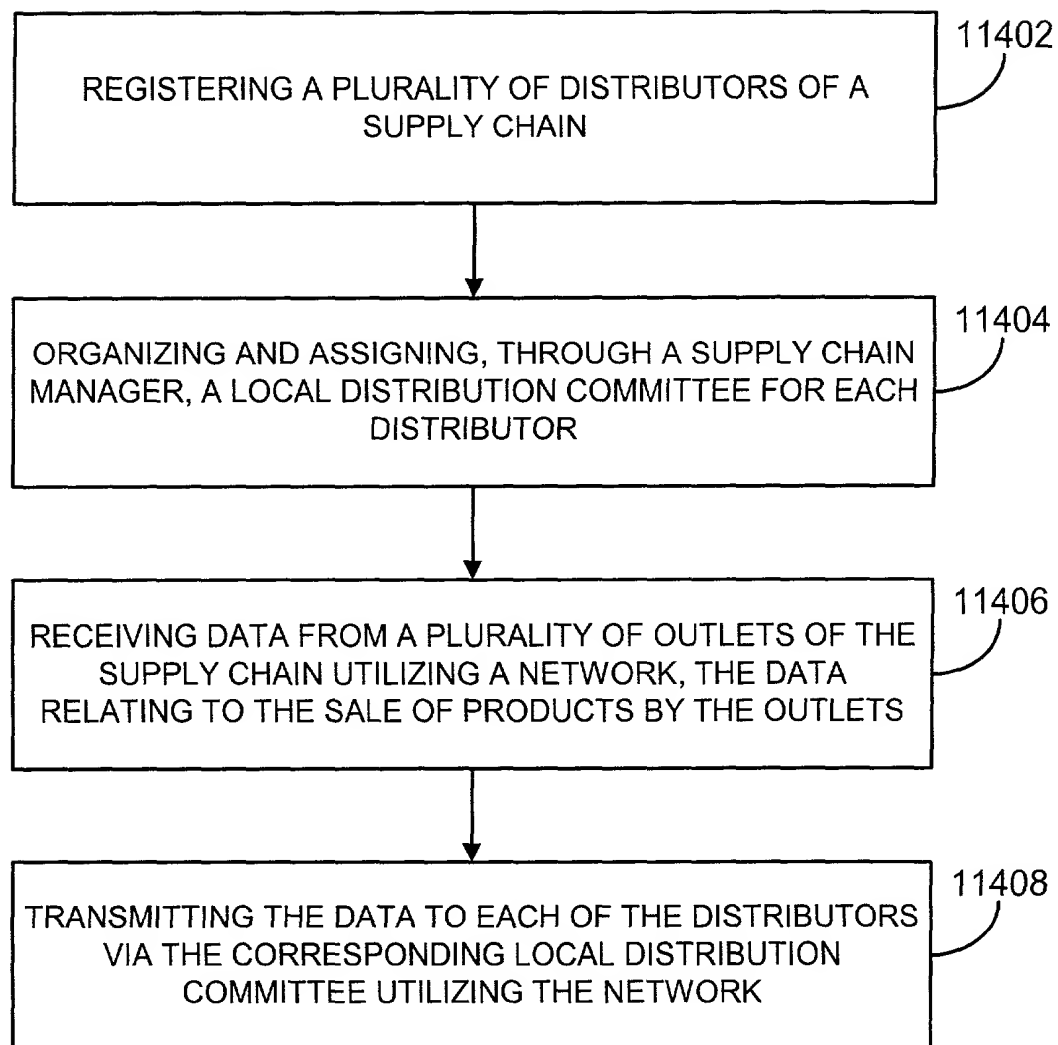 11402
REGISTERING A PLURALITY OF DISTRIBUTORS OF A
SUPPLY CHAIN
11404
ORGANIZING AND ASSIGNING, THROUGH A SUPPLY CHAIN
MANAGER, A LOCAL DISTRIBUTION COMMITTEE FOR EACH
DISTRIBUTOR
11406
RECEIVING DATA FROM A PLURALITY OF OUTLETS OF THE
SUPPLY CHAIN UTILIZING A NETWORK, THE DATA
RELATING TO THE SALE OF PRODUCTS BY THE OUTLETS
11408
TRANSMITTING THE DATA TO EACH OF THE DISTRIBUTORS
VIA THE CORRESPONDING LOCAL DISTRIBUTION
COMMITTEE UTILIZING THE NETWORK